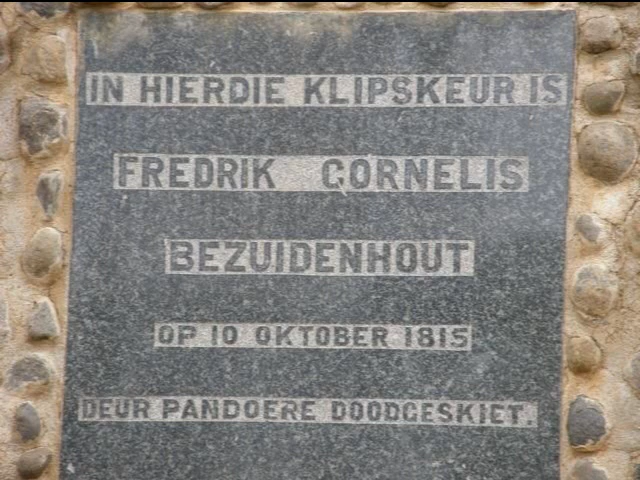 IN HIERDIE KLIPSKEUR IS
FREDRIK CORNELIS
BEZUIDENHOUT
OP 10 OKTOBER 1815
DEUR PANDOERE DOODGESKIET.